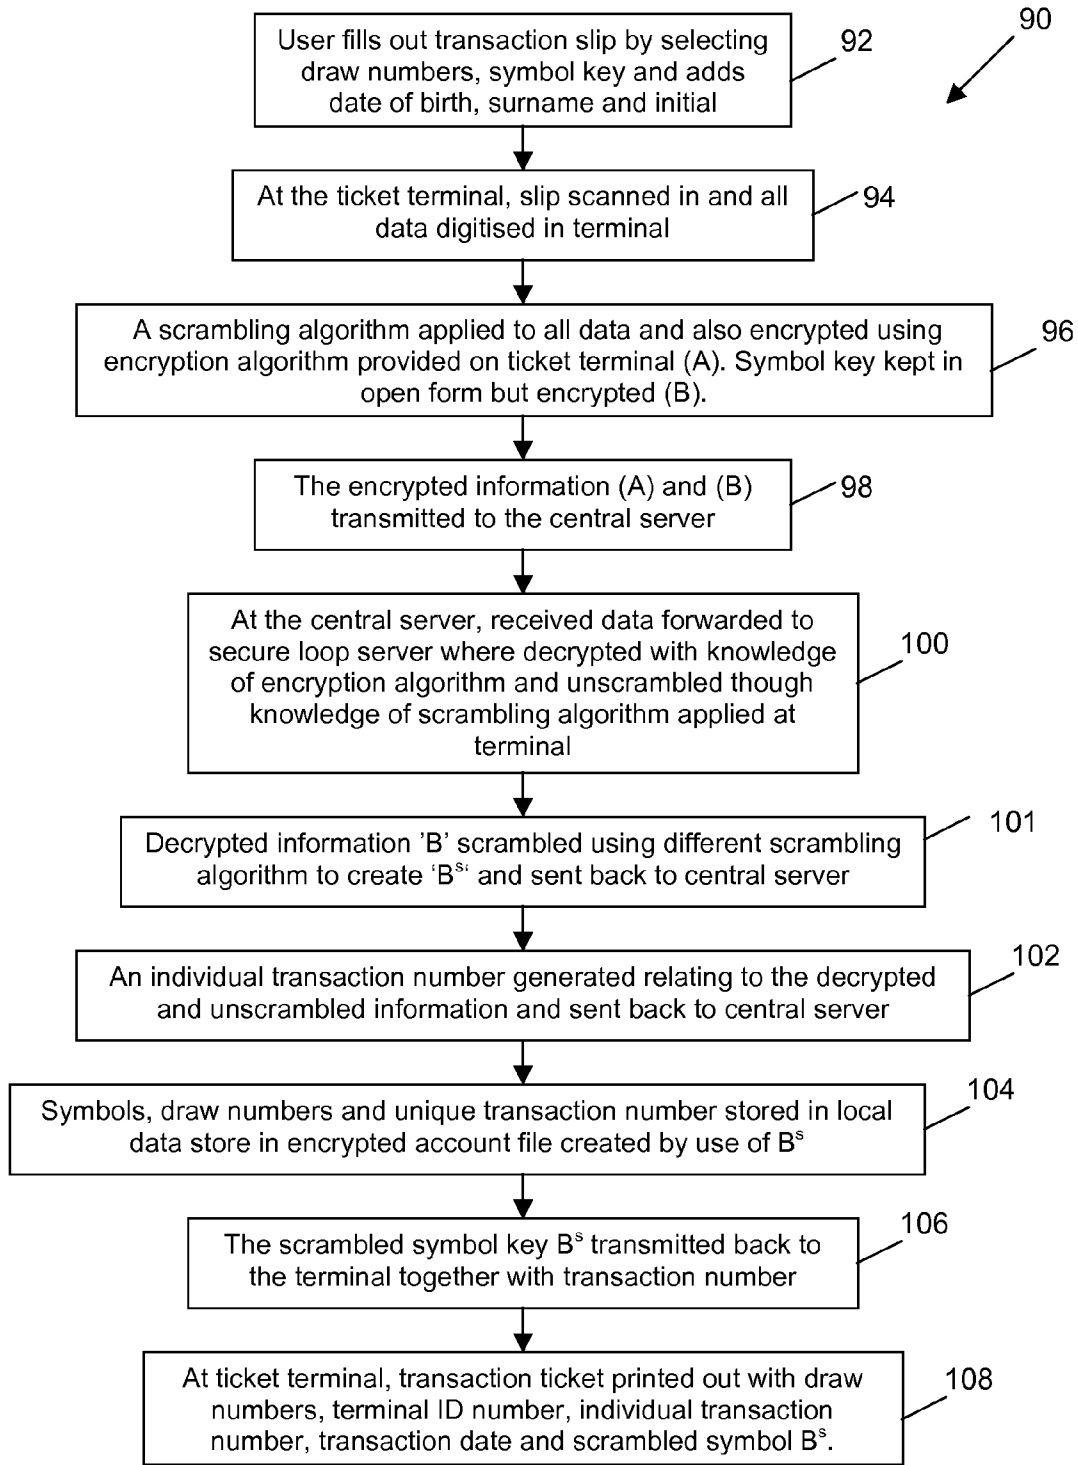 90
User fills out transaction slip by selecting
draw numbers, symbol key and adds
date of birth, surname and initial
92
At the ticket terminal, slip scanned in and all
data digitised in terminal
94
A scrambling algorithm applied to all data and also encrypted using
encryption algorithm provided on ticket terminal (A). Symbol key kept in
open form but encrypted (B).
96
The encrypted information (A) and (B)
transmitted to the central server
98
At the central server, received data forwarded to
secure loop server where decrypted with knowledge
of encryption algorithm and unscrambled though
knowledge of scrambling algorithm applied at
terminal
100
Decrypted information ’B’ scrambled using different scrambling
algorithm to create ‘Bˢ‘ and sent back to central server
101
An individual transaction number generated relating to the decrypted
and unscrambled information and sent back to central server
102
Symbols, draw numbers and unique transaction number stored in local
data store in encrypted account file created by use of Bˢ
104
The scrambled symbol key Bˢ transmitted back to
the terminal together with transaction number
106
At ticket terminal, transaction ticket printed out with draw
numbers, terminal ID number, individual transaction
number, transaction date and scrambled symbol Bˢ.
108